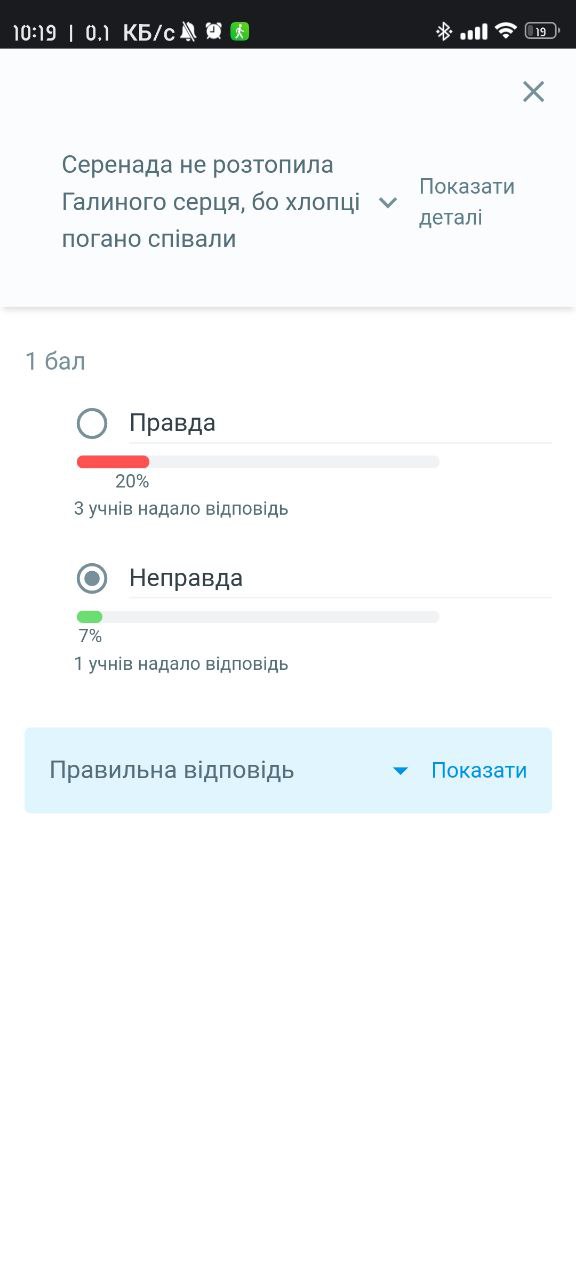 10:19 | 0,1 КБ/с
19
Серенада не розтопила
Галиного серця, бо хлопці
погано співали
Показати
деталі
1 бал
Правда
20%
3 учнів надало відповідь
Неправда
7%
1 учнів надало відповідь
Правильна відповідь
Показати